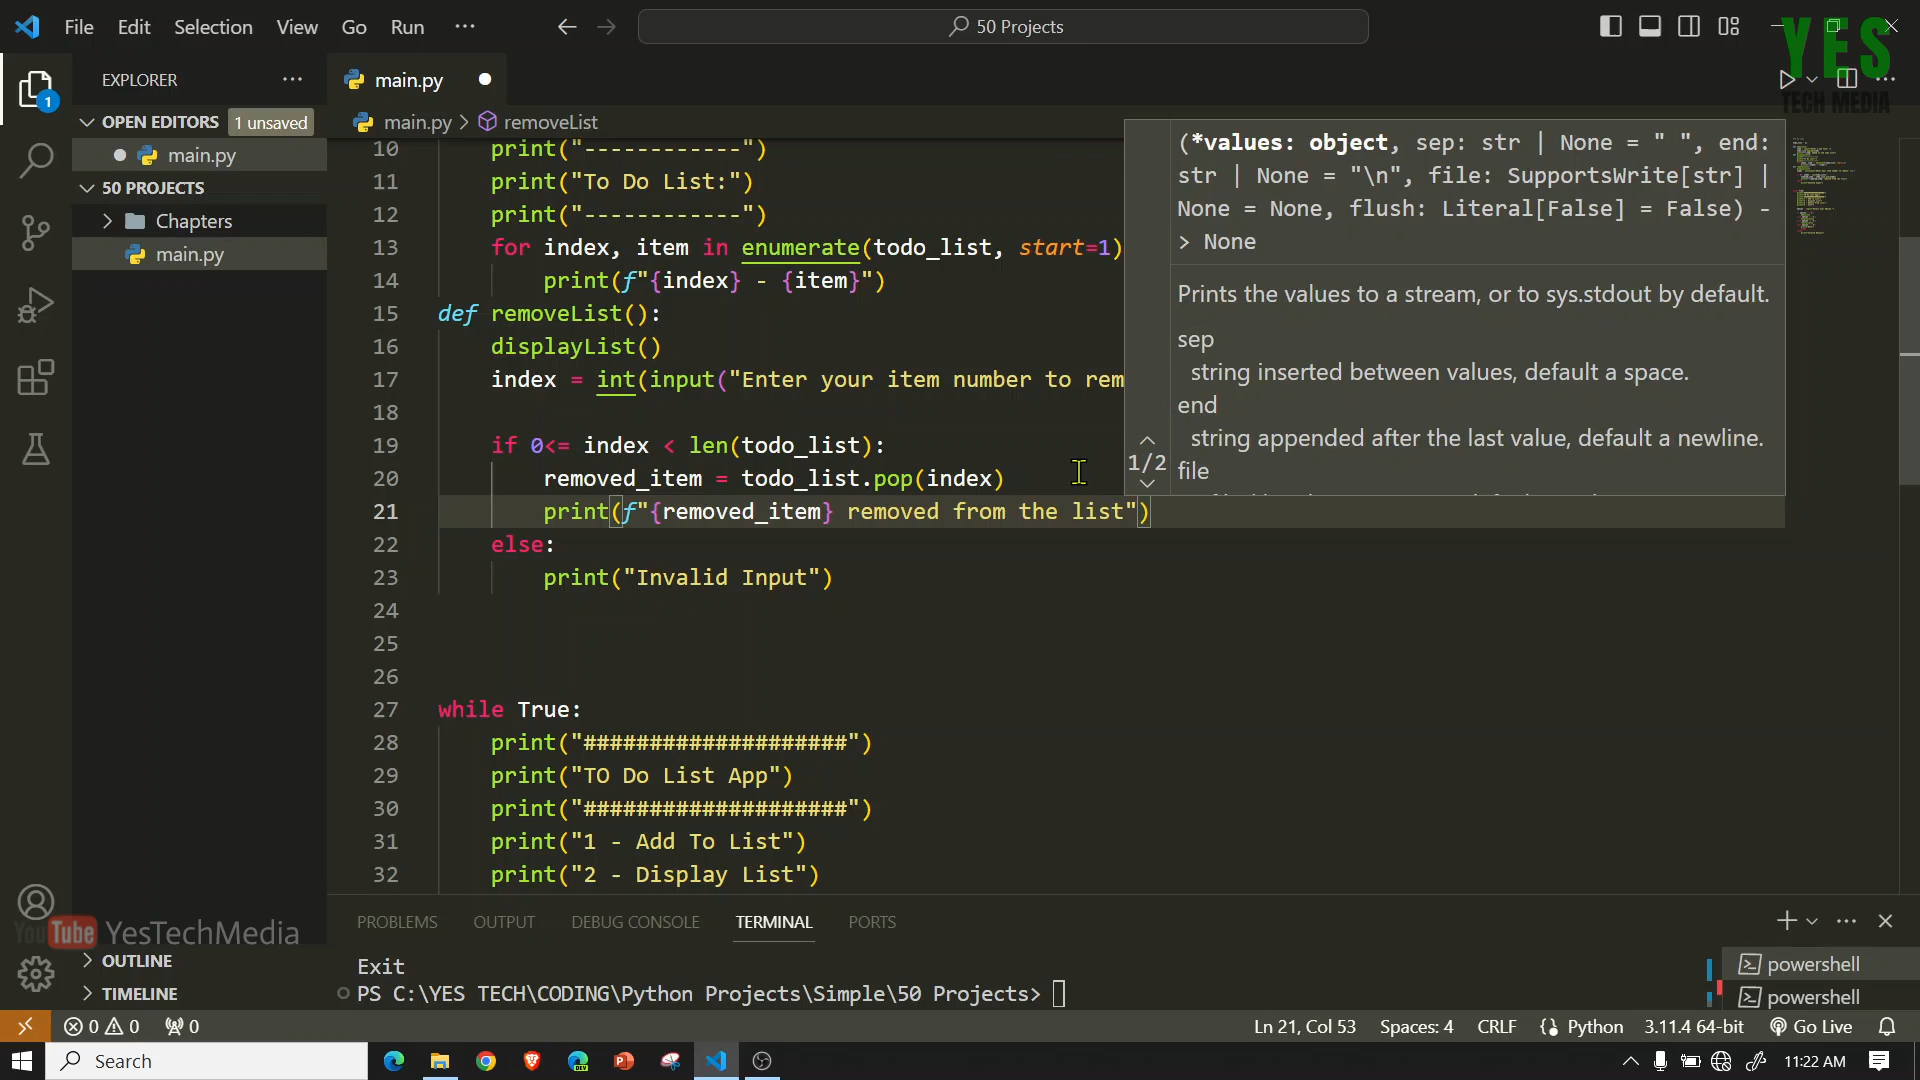 File Edit Selection View Go Run ··· 50 Projects
YES
TECH MEDIA
EXPLORER ···
OPEN EDITORS 1 unsaved
main.py
50 PROJECTS
Chapters
main.py
OUTLINE
TIMELINE
YouTube YesTechMedia
main.py
main.py > removeList
10 print("------------")
11 print("To Do List:")
12 print("------------")
13 for index, item in enumerate(todo_list, start=1)
14 print(f"{index} - {item}")
15 def removeList():
16 displayList()
17 index = int(input("Enter your item number to rem
18
19 if 0<= index < len(todo_list):
20 removed_item = todo_list.pop(index)
21 print(f"{removed_item} removed from the list")
22 else:
23 print("Invalid Input")
24
25
26
27 while True:
28 print("####################")
29 print("TO Do List App")
30 print("####################")
31 print("1 - Add To List")
32 print("2 - Display List")
(*values: object, sep: str | None = " ", end:
str | None = "\n", file: SupportsWrite[str] |
None = None, flush: Literal[False] = False) -
> None
Prints the values to a stream, or to sys.stdout by default.
sep
string inserted between values, default a space.
end
string appended after the last value, default a newline.
1/2
file
PROBLEMS OUTPUT DEBUG CONSOLE TERMINAL PORTS
Exit
PS C:\YES TECH\CODING\Python Projects\Simple\50 Projects>
powershell
powershell
0 0 0 Ln 21, Col 53 Spaces: 4 CRLF Python 3.11.4 64-bit Go Live
Search 11:22 AM